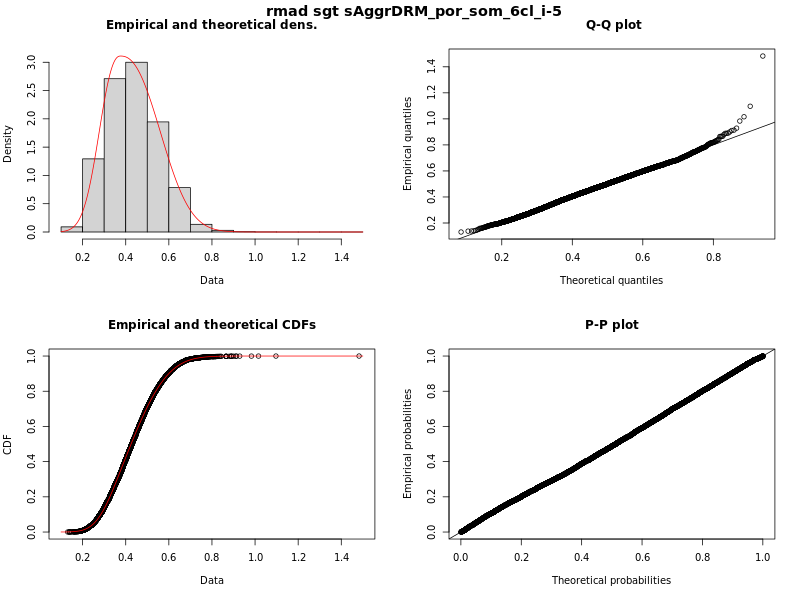 rmad sgt sAggrDRM_por_som_6cl_i-5
Empirical and theoretical dens.
Density
0.0 0.5 1.0 1.5 2.0 2.5 3.0
0.2 0.4 0.6 0.8 1.0 1.2 1.4
Data
Q-Q plot
Empirical quantiles
0.2 0.4 0.6 0.8 1.0 1.2 1.4
0.2 0.4 0.6 0.8
Theoretical quantiles
Empirical and theoretical CDFs
CDF
0.0 0.2 0.4 0.6 0.8 1.0
0.2 0.4 0.6 0.8 1.0 1.2 1.4
Data
P-P plot
Empirical probabilities
0.0 0.2 0.4 0.6 0.8 1.0
0.0 0.2 0.4 0.6 0.8 1.0
Theoretical probabilities